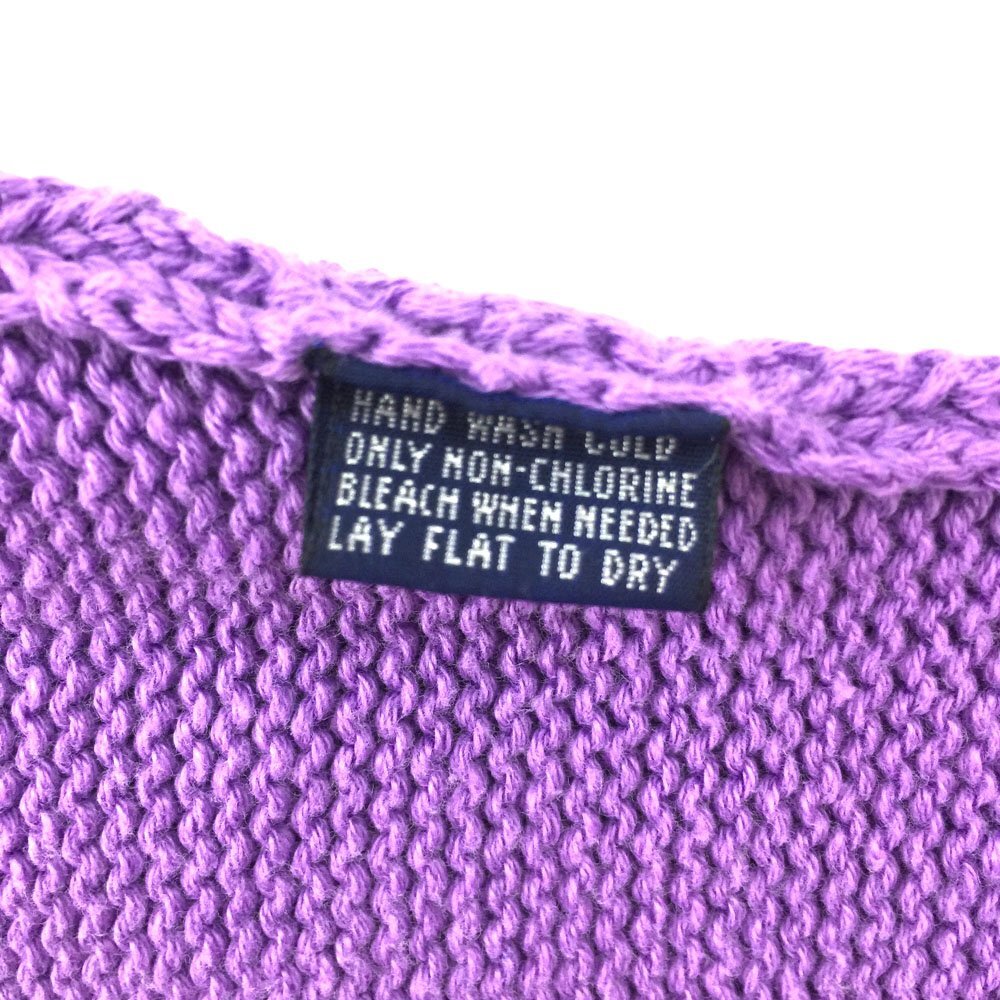 HAND WASH COLD
ONLY NON-CHLORINE
BLEACH WHEN NEEDED
LAY FLAT TO DRY